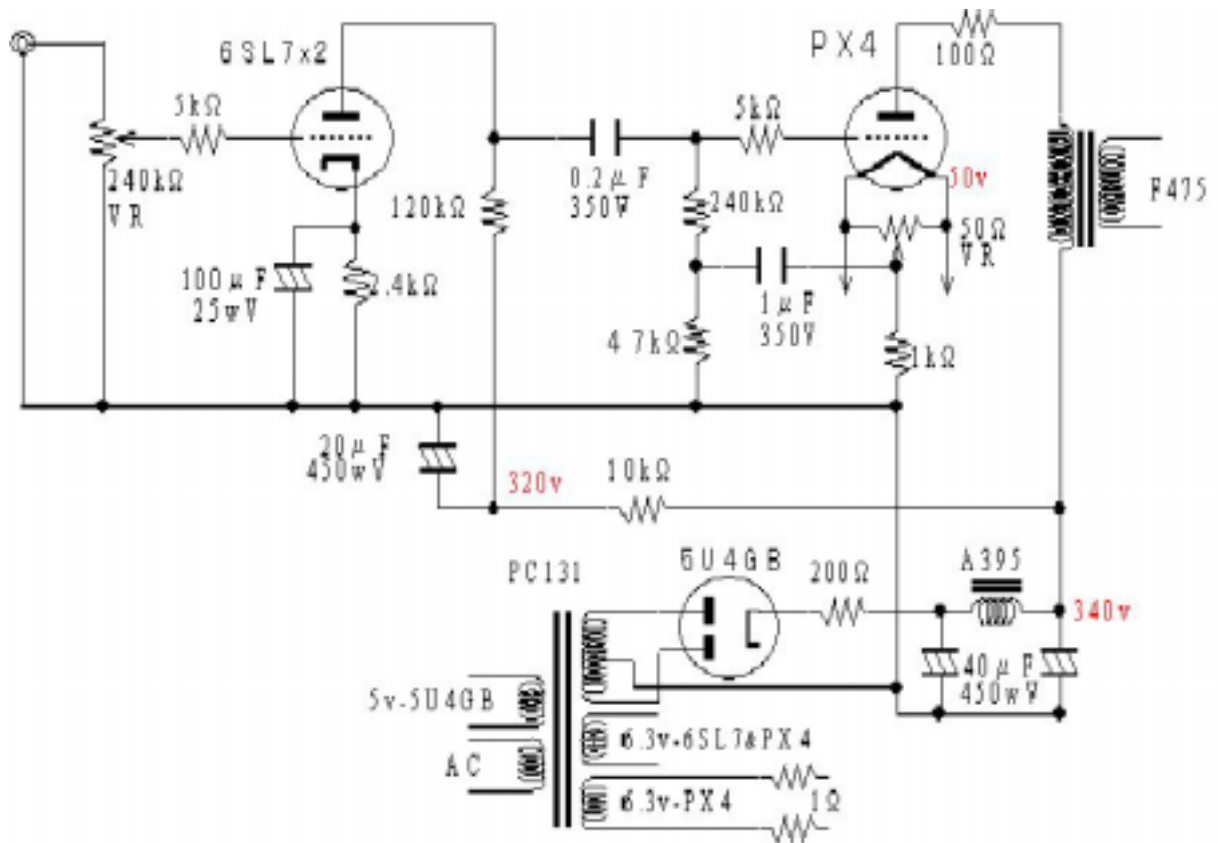 6SL7x2
PX4
100Ω
5kΩ
5kΩ
240kΩ
VR
0.2μF
350V
50v
F475
120kΩ
240kΩ
50Ω
VR
100μF
25wV
2.4kΩ
1μF
350V
47kΩ
1kΩ
20μF
450wV
320v
10kΩ
5U4GB
A395
PC131
200Ω
340v
40μF
450wV
5v-5U4GB
6.3v-6SL7&PX4
AC
6.3v-PX4
1Ω